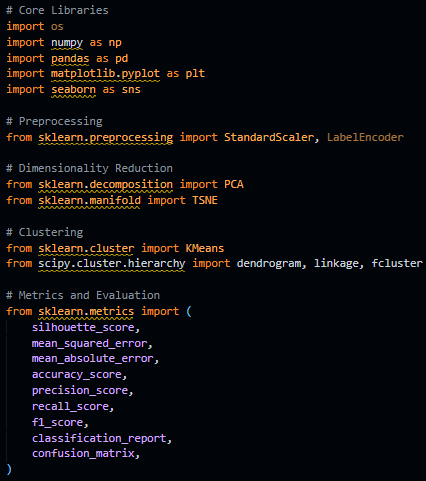 # Core Libraries
import os
import numpy as np
import pandas as pd
import matplotlib.pyplot as plt
import seaborn as sns
# Preprocessing
from sklearn.preprocessing import StandardScaler, LabelEncoder
# Dimensionality Reduction
from sklearn.decomposition import PCA
from sklearn.manifold import TSNE
# Clustering
from sklearn.cluster import KMeans
from scipy.cluster.hierarchy import dendrogram, linkage, fcluster
# Metrics and Evaluation
from sklearn.metrics import (
    silhouette_score,
    mean_squared_error,
    mean_absolute_error,
    accuracy_score,
    precision_score,
    recall_score,
    f1_score,
    classification_report,
    confusion_matrix,
)